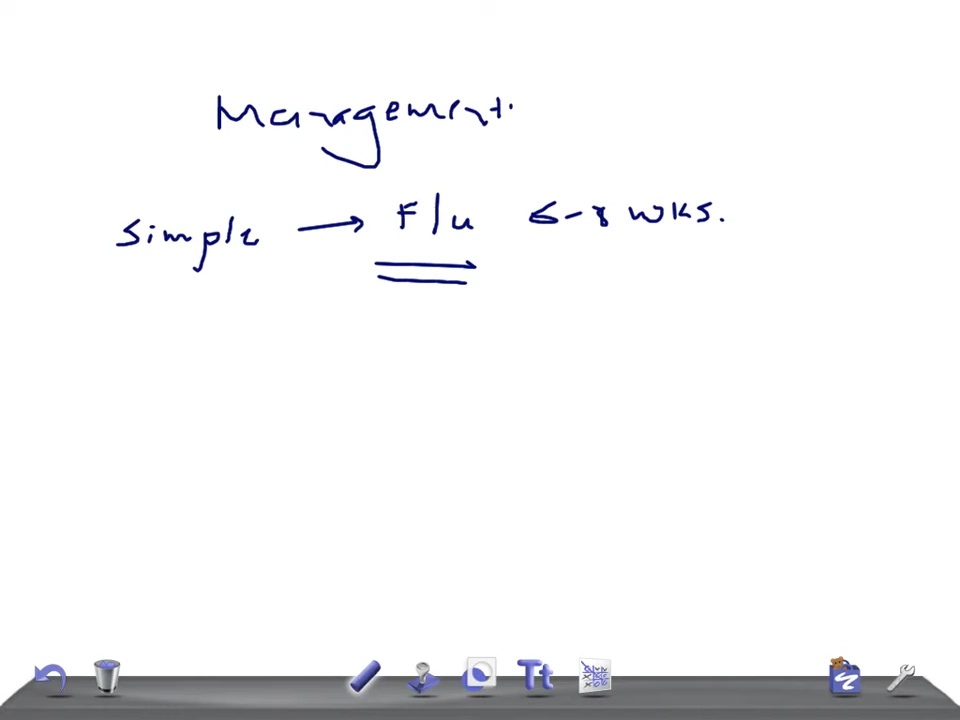 Management.
Simple → F/u 6-8 wks.